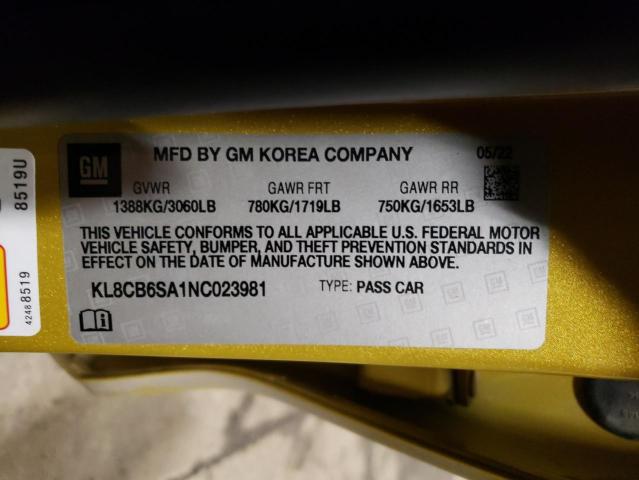 GM
MFD BY GM KOREA COMPANY
05/22
GVWR
GAWR FRT
GAWR RR
1388KG/3060LB
780KG/1719LB
750KG/1653LB
THIS VEHICLE CONFORMS TO ALL APPLICABLE U.S. FEDERAL MOTOR
VEHICLE SAFETY, BUMPER, AND THEFT PREVENTION STANDARDS IN
EFFECT ON THE DATE OF MANUFACTURE SHOWN ABOVE.
KL8CB6SA1NC023981
TYPE: PASS CAR
8519U
42488519